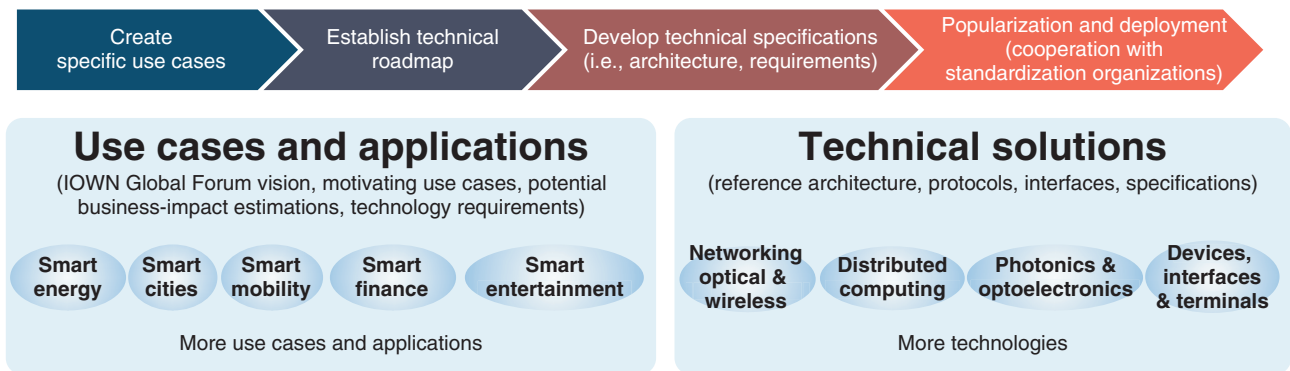 Create
specific use cases
Establish technical
roadmap
Develop technical specifications
(i.e., architecture, requirements)
Popularization and deployment
(cooperation with
standardization organizations)
Use cases and applications
(IOWN Global Forum vision, motivating use cases, potential
business-impact estimations, technology requirements)
Smart
energy
Smart
cities
Smart
mobility
Smart
finance
Smart
entertainment
More use cases and applications
Technical solutions
(reference architecture, protocols, interfaces, specifications)
Networking
optical &
wireless
Distributed
computing
Photonics &
optoelectronics
Devices,
interfaces
& terminals
More technologies